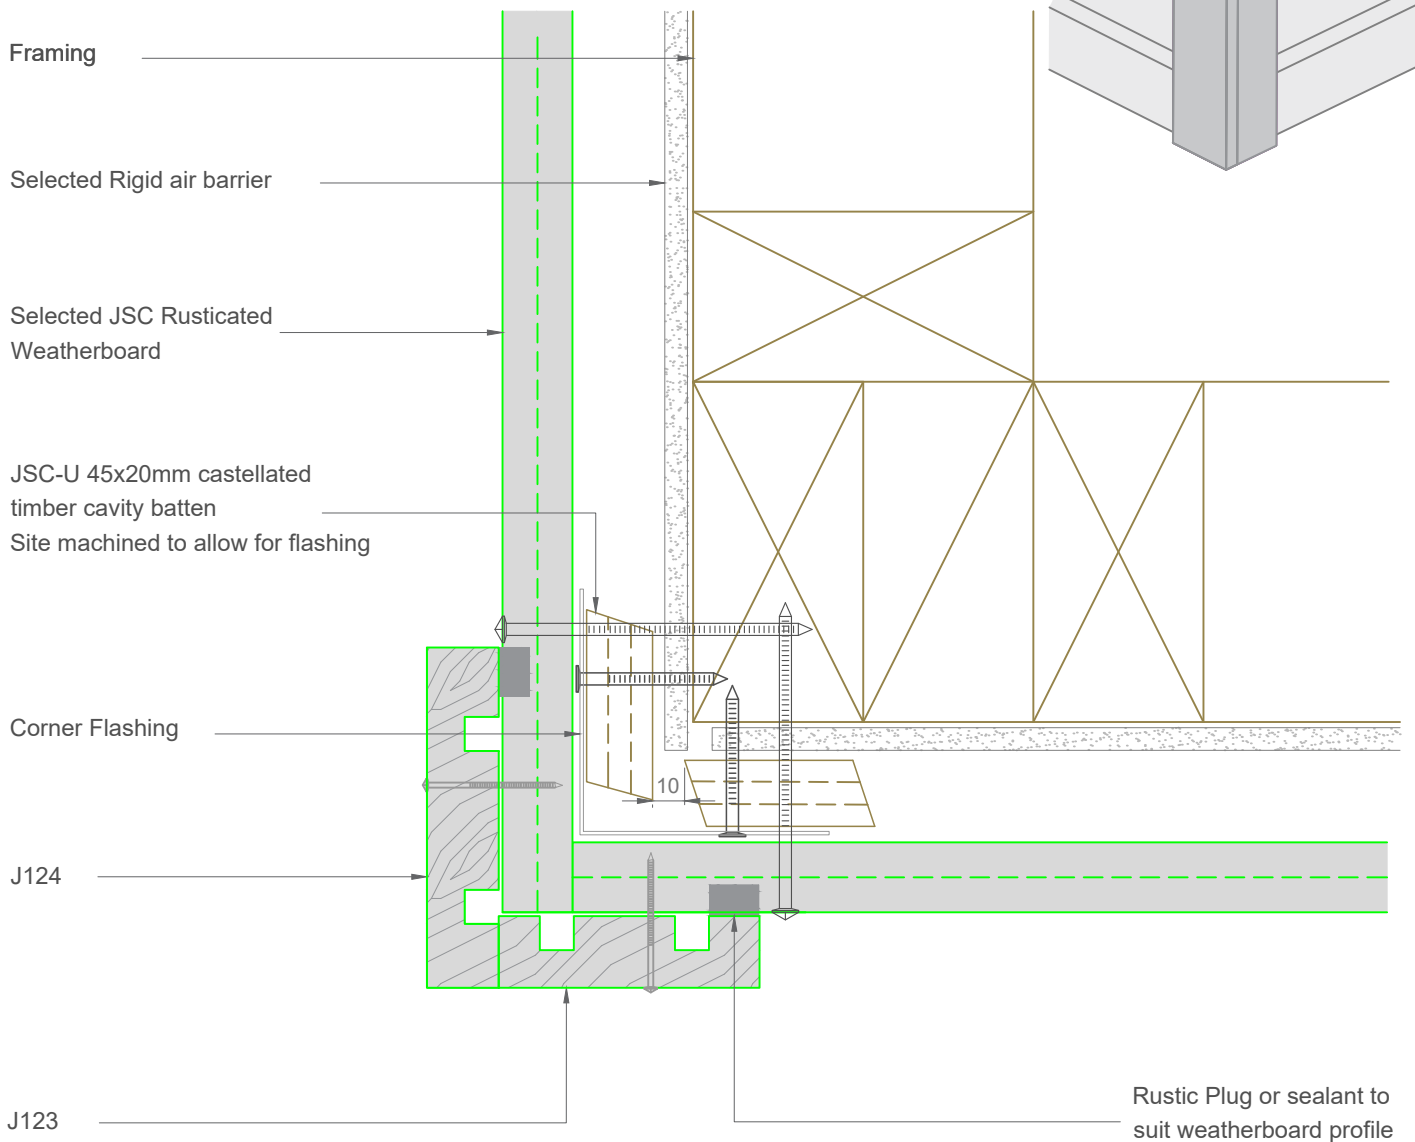 Framing
Selected Rigid air barrier
Selected JSC Rusticated
Weatherboard
JSC-U 45x20mm castellated
timber cavity batten
Site machined to allow for flashing
Corner Flashing
10
J124
J123
Rustic Plug or sealant to
suit weatherboard profile